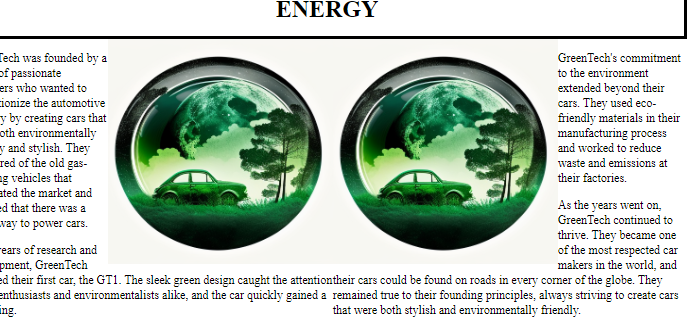 ENERGY
Tech was founded by a
of passionate
ers who wanted to
tionize the automotive
y by creating cars that
oth environmentally
y and stylish. They
red of the old gas-
ng vehicles that
ated the market and
ed that there was a
way to power cars.
ears of research and
pment, GreenTech
ed their first car, the GT1. The sleek green design caught the attention
enthusiasts and environmentalists alike, and the car quickly gained a
ing.
GreenTech's commitment
to the environment
extended beyond their
cars. They used eco-
friendly materials in their
manufacturing process
and worked to reduce
waste and emissions at
their factories.
As the years went on,
GreenTech continued to
thrive. They became one
of the most respected car
makers in the world, and
their cars could be found on roads in every corner of the globe. They
remained true to their founding principles, always striving to create cars
that were both stylish and environmentally friendly.